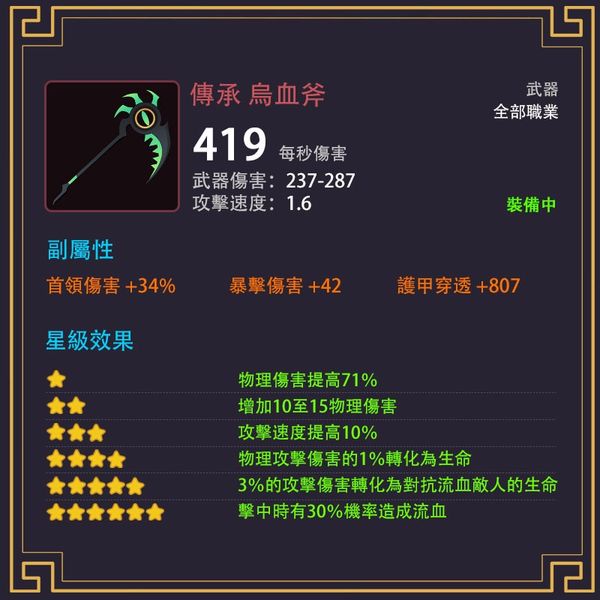 傳承 烏血斧
武器
全部職業
419 每秒傷害
武器傷害：237-287
攻擊速度：1.6
裝備中
副屬性
首領傷害 +34% 暴擊傷害 +42 護甲穿透 +807
星級效果
物理傷害提高71%
增加10至15物理傷害
攻擊速度提高10%
物理攻擊傷害的1%轉化為生命
3%的攻擊傷害轉化為對抗流血敵人的生命
擊中時有30%機率造成流血